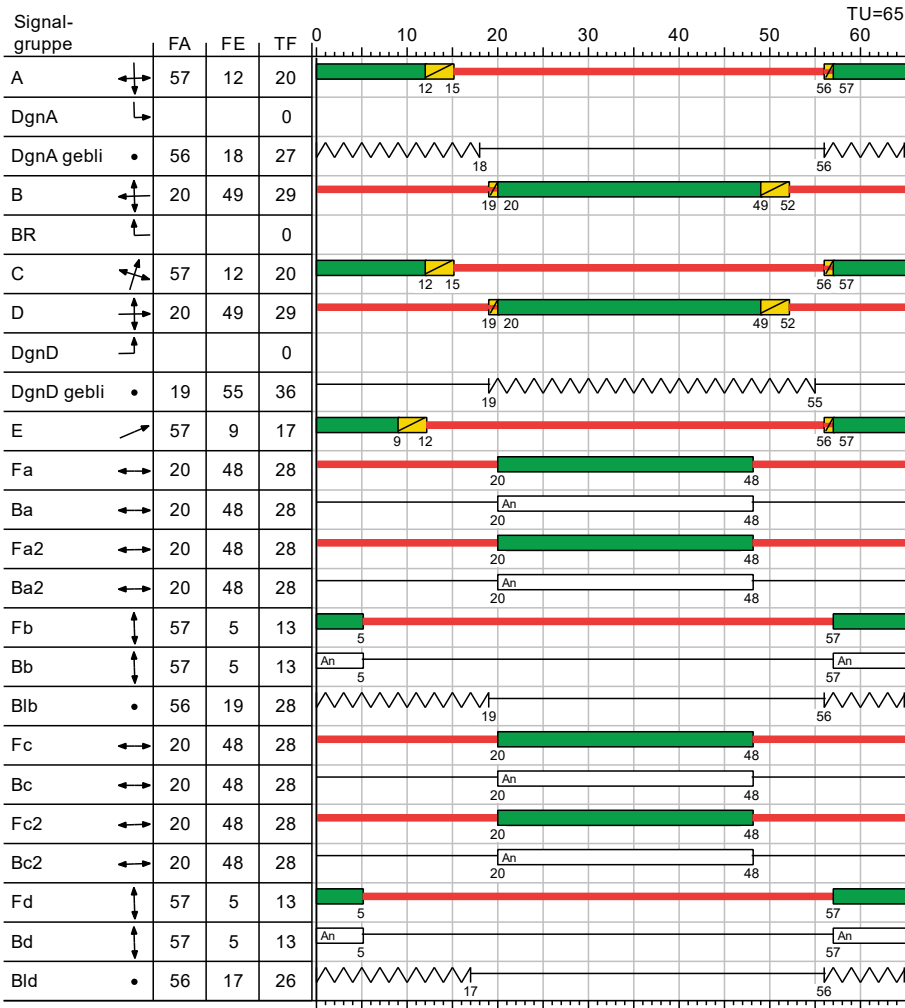 TU=65
Signal-
gruppe FA FE TF 0 10 20 30 40 50 60
A 57 12 20
12 15 56 57
DgnA 0
DgnA gebli 56 18 27
18 56
B 20 49 29
19 20 49 52
BR 0
C 57 12 20
12 15 56 57
D 20 49 29
19 20 49 52
DgnD 0
DgnD gebli 19 55 36
19 55
E 57 9 17
9 12 56 57
Fa 20 48 28
20 48
Ba 20 48 28 An
20 48
Fa2 20 48 28
20 48
Ba2 20 48 28 An
20 48
Fb 57 5 13
5 57
Bb 57 5 13 An An
5 57
Blb 56 19 28
19 56
Fc 20 48 28
20 48
Bc 20 48 28 An
20 48
Fc2 20 48 28
20 48
Bc2 20 48 28 An
20 48
Fd 57 5 13
5 57
Bd 57 5 13 An An
5 57
Bld 56 17 26
17 56